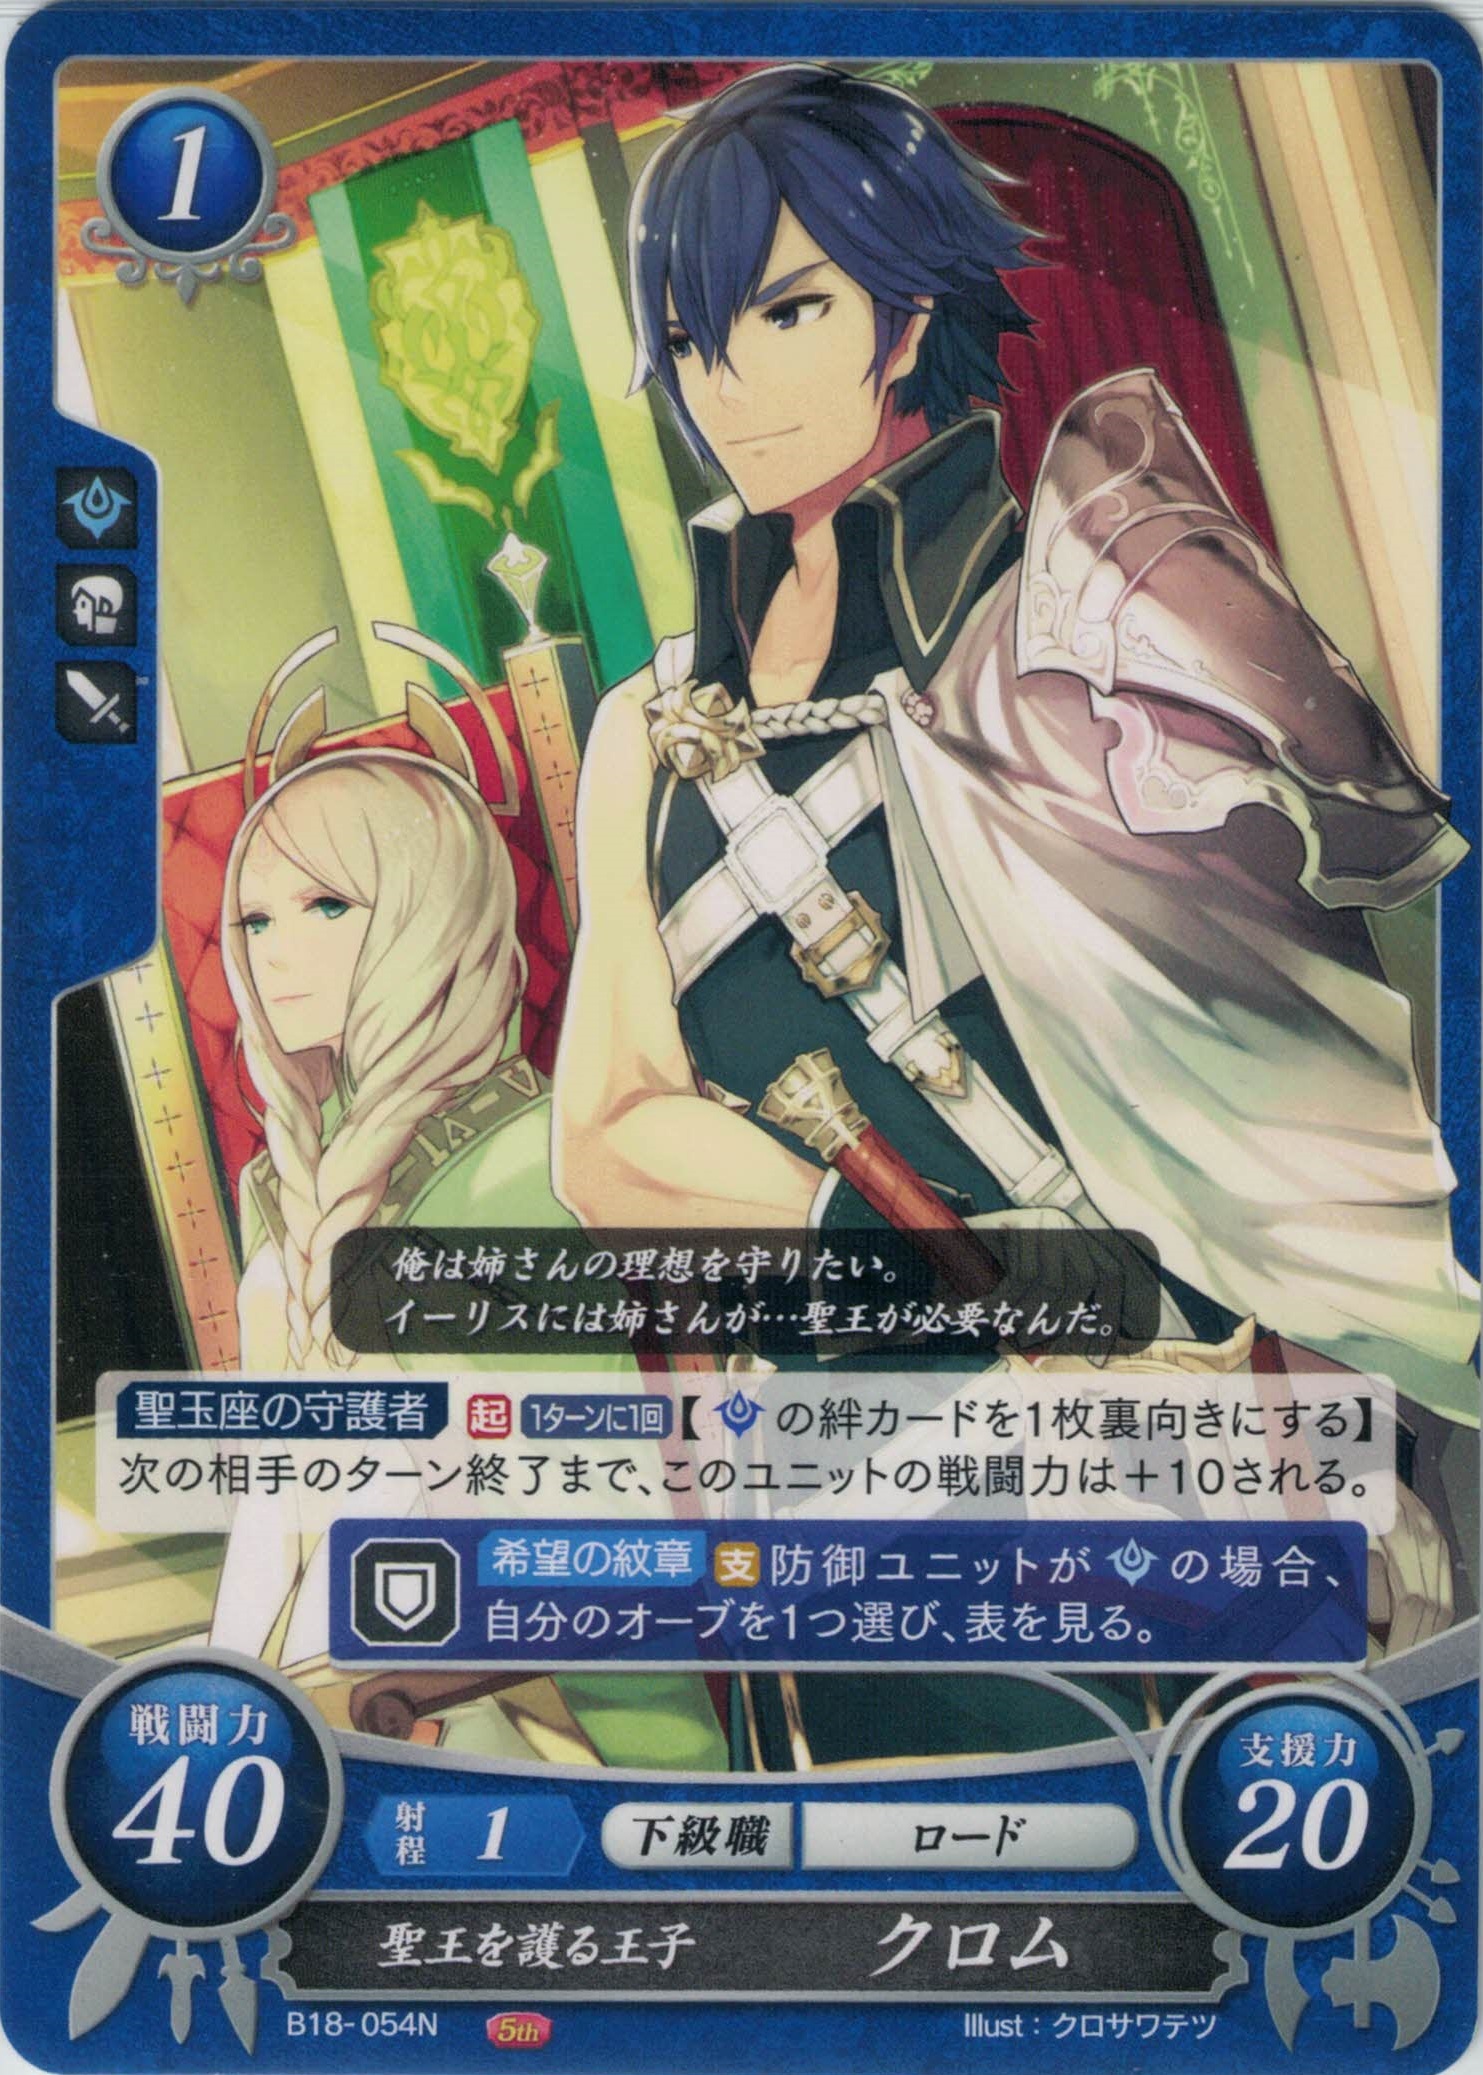 1
俺は姉さんの理想を守りたい。
イーリスには姉さんが…聖王が必要なんだ。
聖玉座の守護者 起 1ターンに1回【 の絆カードを1枚裏向きにする】
次の相手のターン終了まで、このユニットの戦闘力は＋10される。
希望の紋章 支 防御ユニットが の場合、
自分のオーブを1つ選び、表を見る。
戦闘力
40
射程 1
下級職 ロード
支援力
20
聖王を護る王子 クロム
B18-054N 5th Illust：クロサワテツ